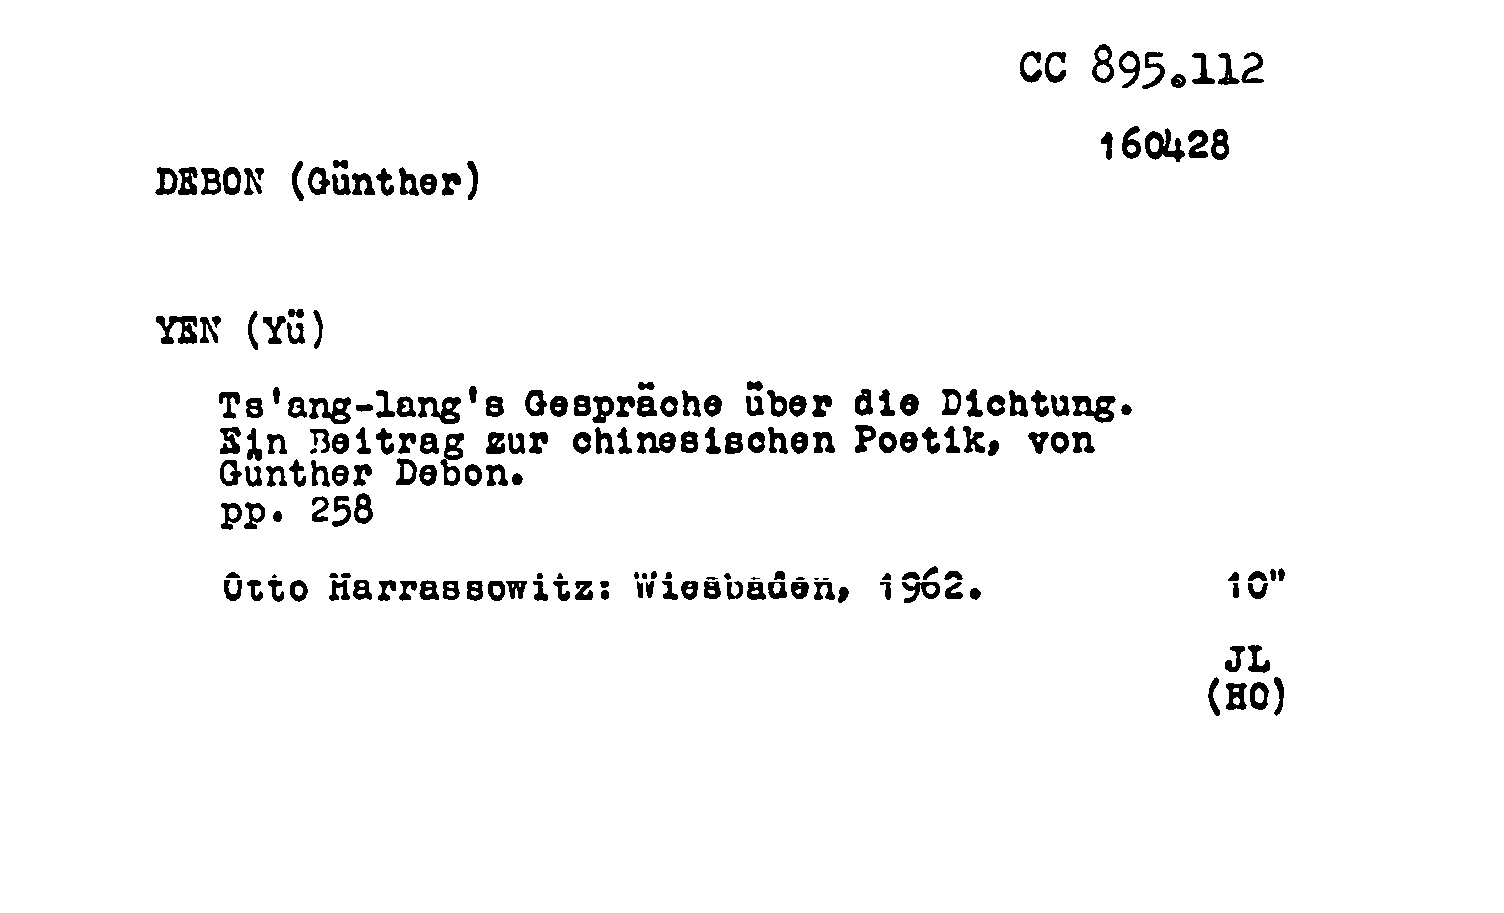 CC 895.112
160428
DEBON (Günther)
YEN (Yü)
Ts'ang-lang's Gespräche über die Dichtung.
Ein Beitrag zur chinesischen Poetik, von
Günther Debon.
pp. 258
Otto Harrassowitz: Wiesbaden, 1962. 10"
JL
(HO)